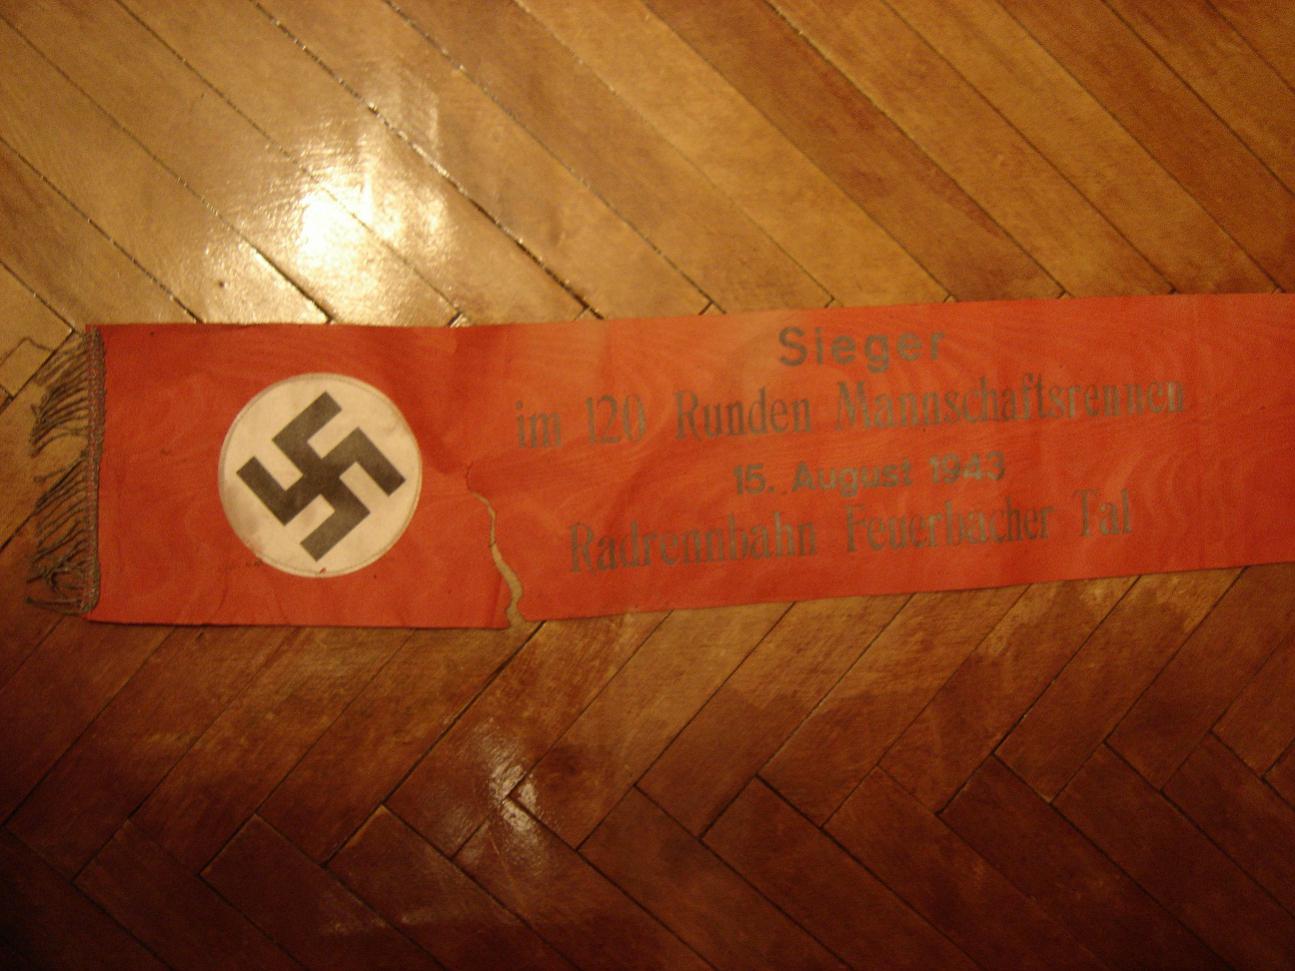 Sieger
im 120 Runden Mannschaftsrennen
15. August 1943
Radrennbahn Feuerbacher Tal